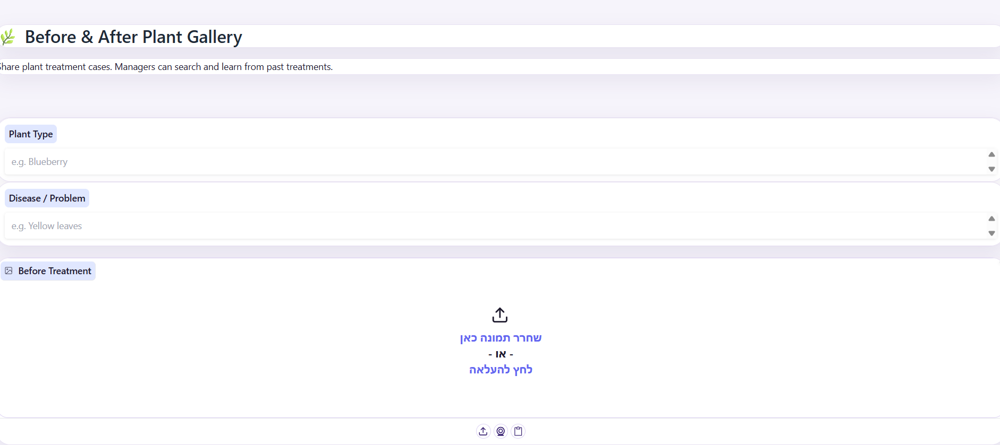 Before & After Plant Gallery
Share plant treatment cases. Managers can search and learn from past treatments.
Plant Type
e.g. Blueberry
Disease / Problem
e.g. Yellow leaves
Before Treatment
שחרר תמונה כאן
- או -
לחץ להעלאה